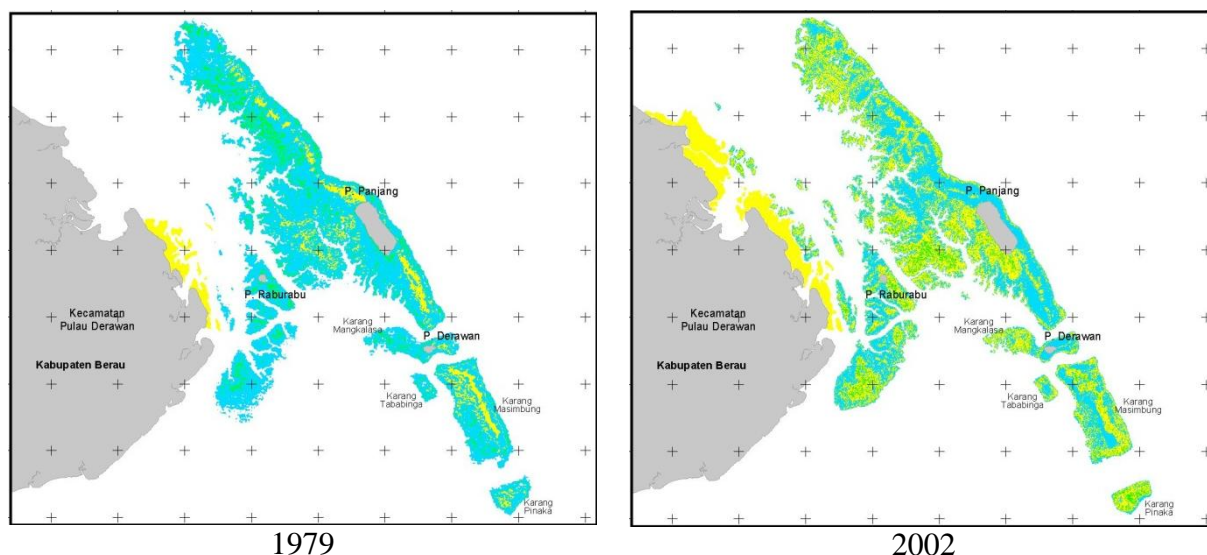 P. Panjang
P. Raburabu
Kecamatan
Pulau Derawan
Karang
Mangkalasa
P. Derawan
Kabupaten Berau
Karang
Tababinga
Karang
Masimbung
Karang
Pinaka
1979
P. Panjang
P. Raburabu
Kecamatan
Pulau Derawan
Karang
Mangkalasa
P. Derawan
Kabupaten Berau
Karang
Tababinga
Karang
Masimbung
Karang
Pinaka
2002